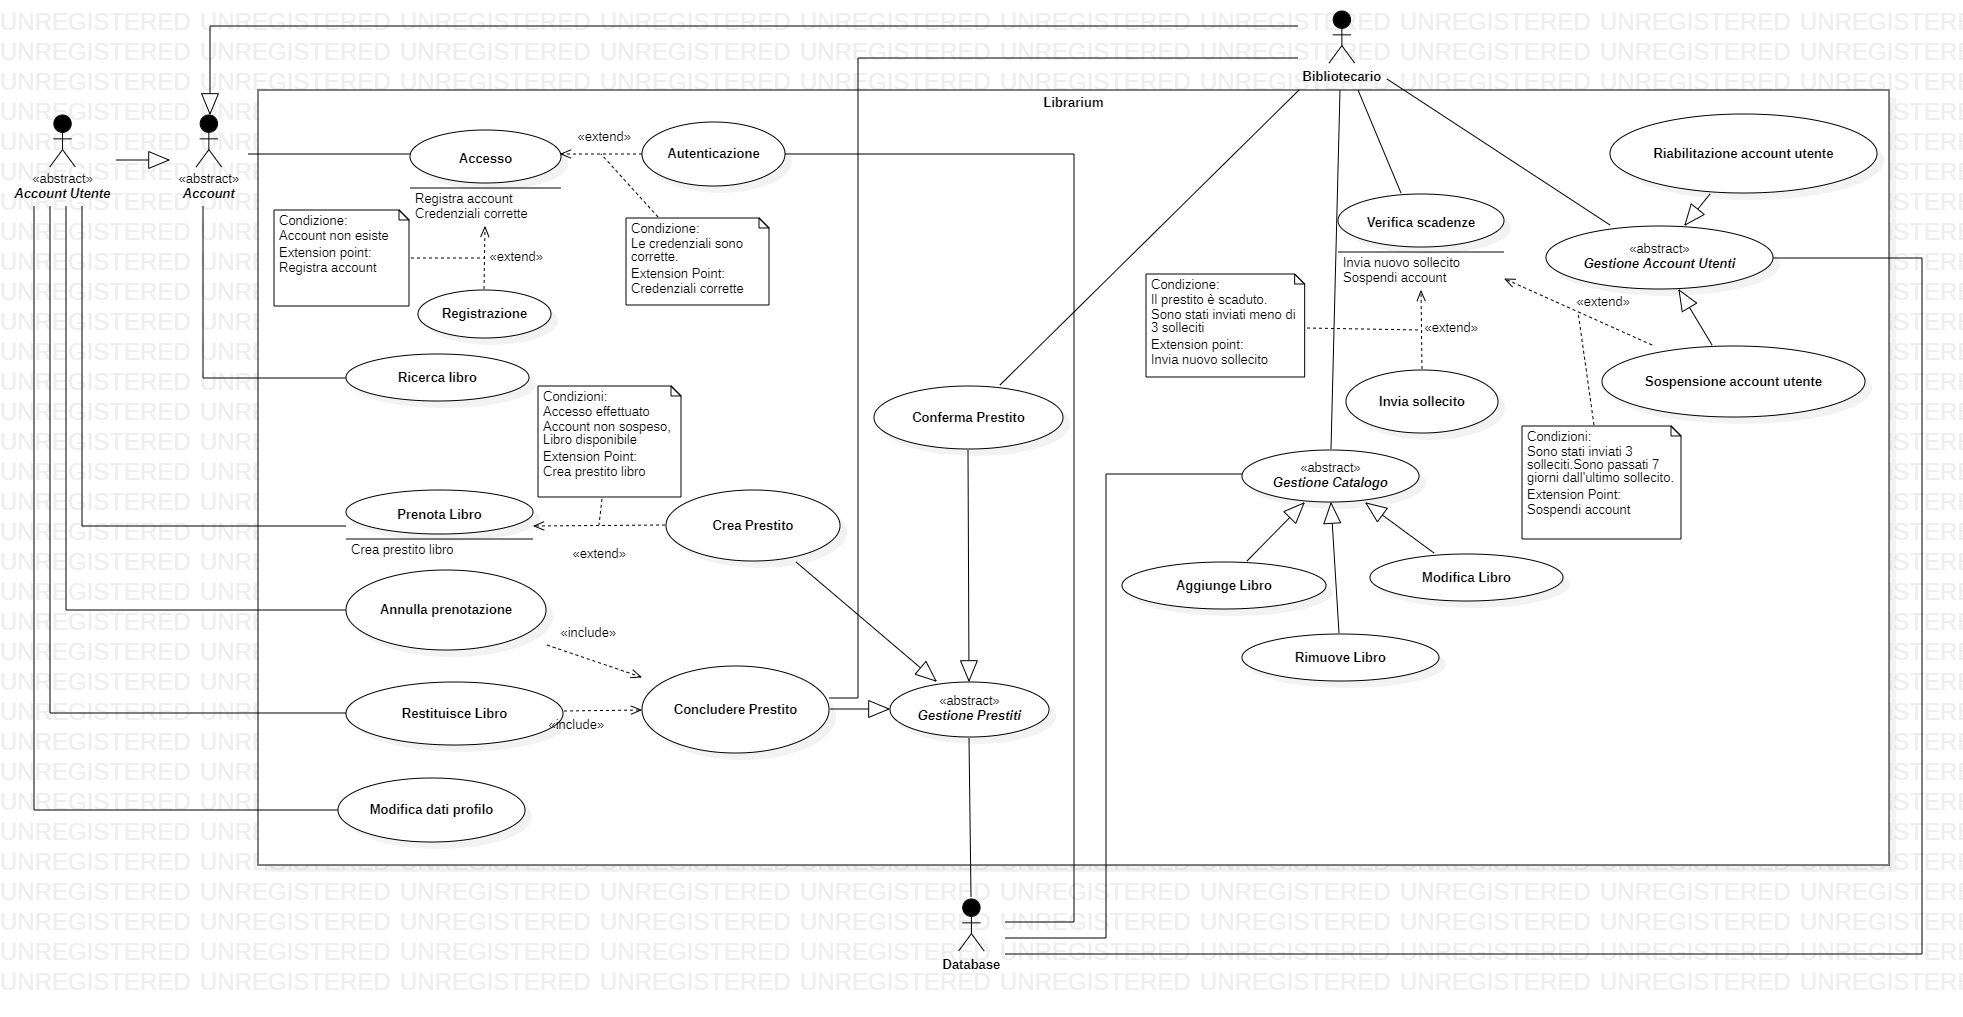 Bibliotecario
Librarium
«abstract»
Account Utente
«abstract»
Account
Accesso
Registra account
Credenziali corrette
«extend»
Autenticazione
Condizione:
Account non esiste
Extension point:
Registra account
«extend»
Registrazione
Condizione:
Le credenziali sono
corrette.
Extension Point:
Credenziali corrette
Riabilitazione account utente
Verifica scadenze
Invia nuovo sollecito
Sospendi account
«abstract»
Gestione Account Utenti
Condizione:
Il prestito è scaduto.
Sono stati inviati meno di
3 solleciti
Extension point:
Invia nuovo sollecito
«extend»
«extend»
Invia sollecito
Sospensione account utente
Ricerca libro
Condizioni:
Accesso effettuato
Account non sospeso,
Libro disponibile
Extension Point:
Crea prestito libro
Conferma Prestito
Condizioni:
Sono stati inviati 3
solleciti.Sono passati 7
giorni dall'ultimo sollecito.
Extension Point:
Sospendi account
«abstract»
Gestione Catalogo
Prenota Libro
Crea prestito libro
«extend»
Crea Prestito
Aggiunge Libro
Modifica Libro
Rimuove Libro
Annulla prenotazione
«include»
Restituisce Libro
«include»
Concludere Prestito
«abstract»
Gestione Prestiti
Modifica dati profilo
Database